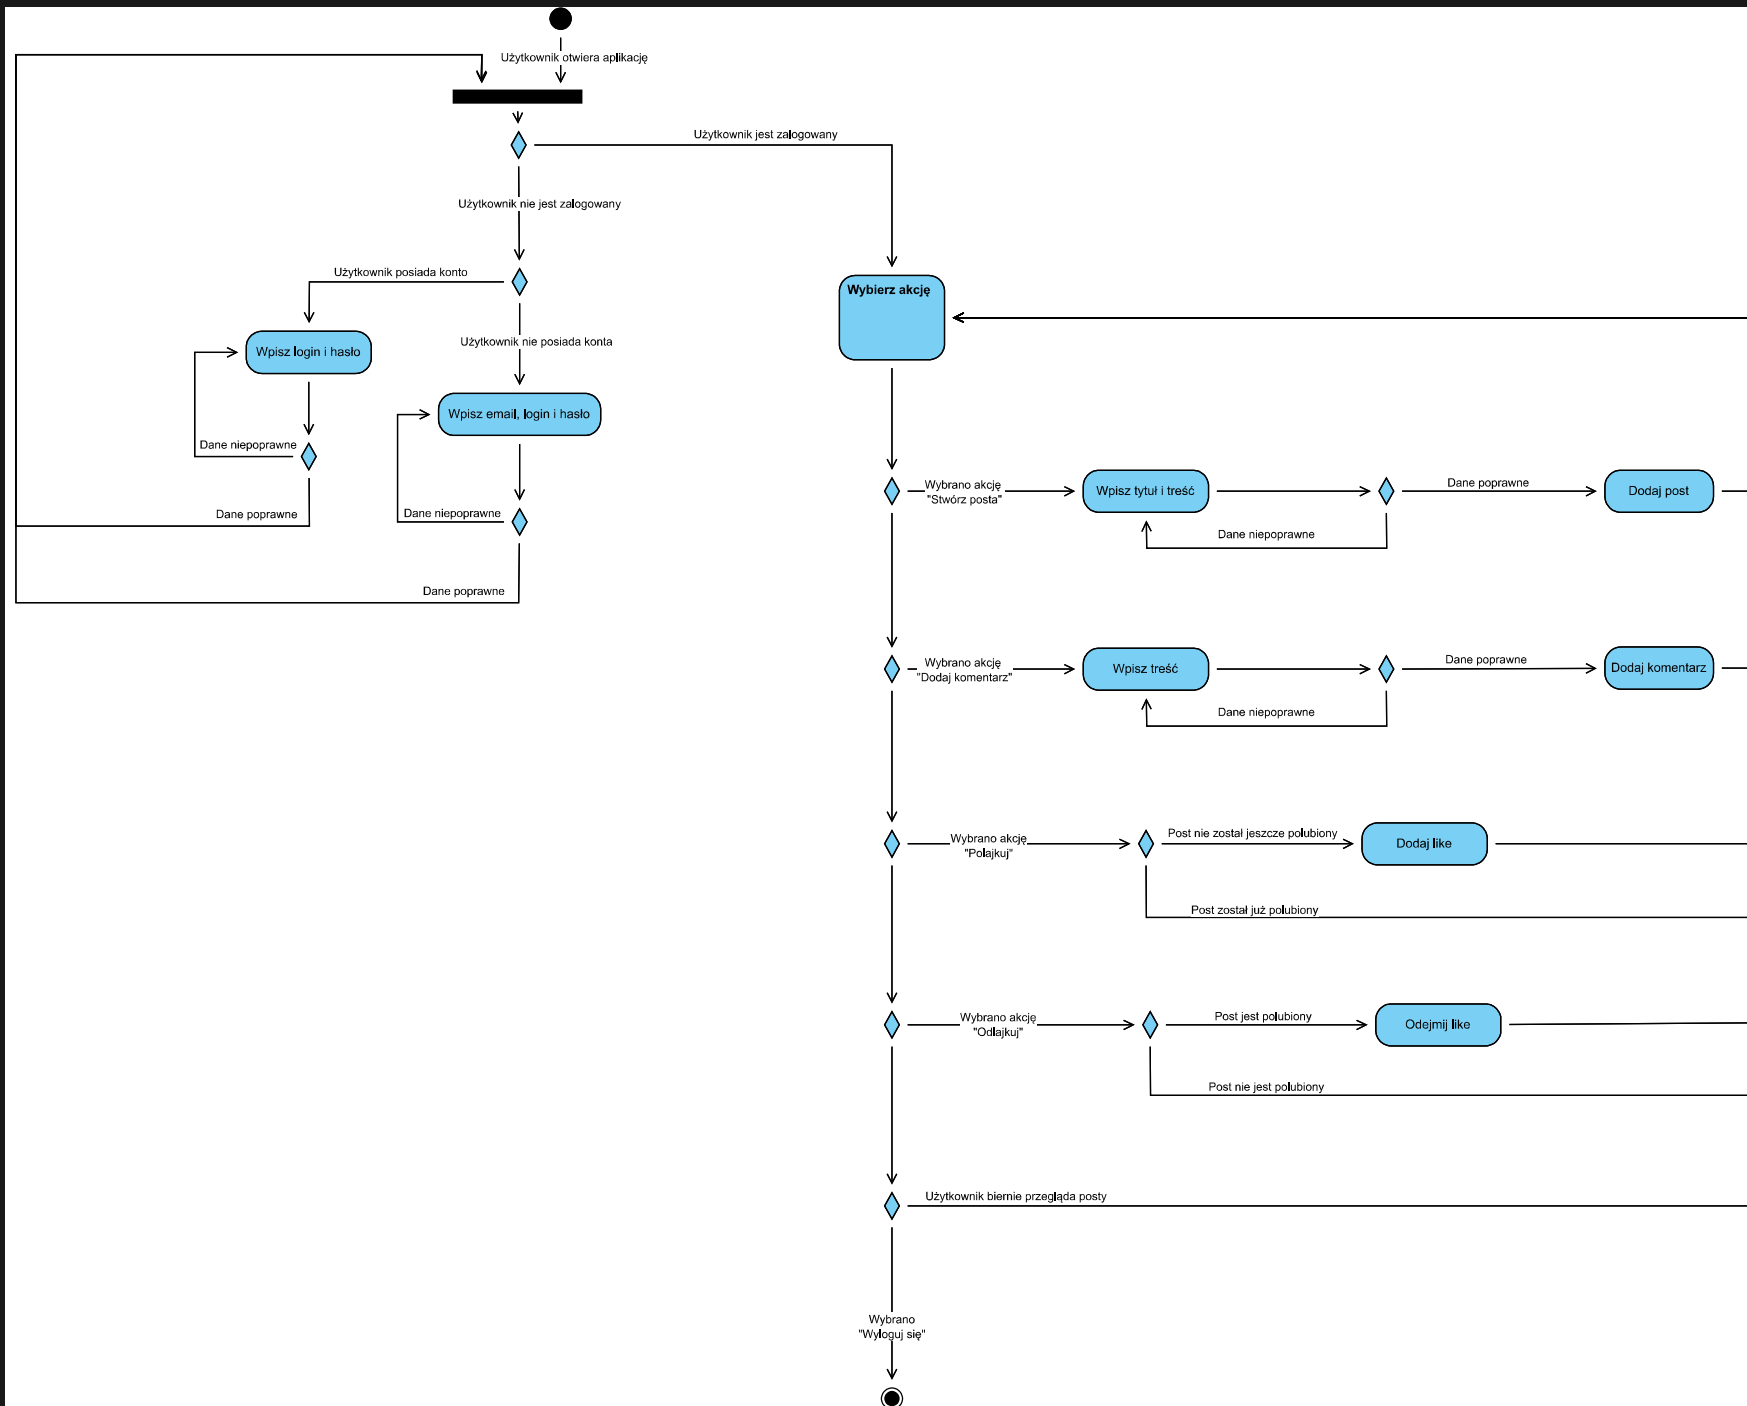 Użytkownik otwiera aplikację
Użytkownik jest zalogowany
Użytkownik nie jest zalogowany
Użytkownik posiada konto
Wybierz akcję
Użytkownik nie posiada konta
Wpisz login i hasło
Wpisz email, login i hasło
Dane niepoprawne
Dane poprawne
Dane niepoprawne
Dane poprawne
Wybrano akcję
"Stwórz posta"
Wpisz tytuł i treść
Dane poprawne
Dodaj post
Dane niepoprawne
Wybrano akcję
"Dodaj komentarz"
Wpisz treść
Dane poprawne
Dodaj komentarz
Dane niepoprawne
Wybrano akcję
"Polajkuj"
Post nie został jeszcze polubiony
Dodaj like
Post został już polubiony
Wybrano akcję
"Odlajkuj"
Post jest polubiony
Odejmij like
Post nie jest polubiony
Użytkownik biernie przegląda posty
Wybrano
"Wyloguj się"